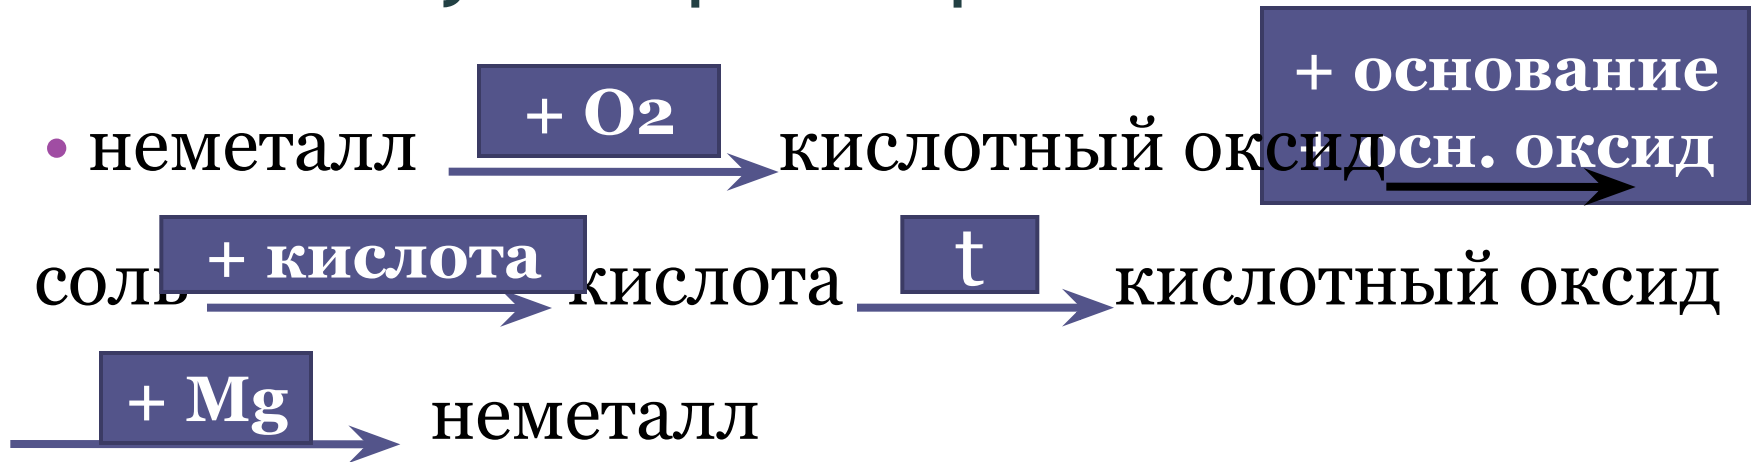 + основание
• неметалл + O2 кислотный оксид + осн. оксид
соль + кислота кислота t кислотный оксид
+ Mg неметалл